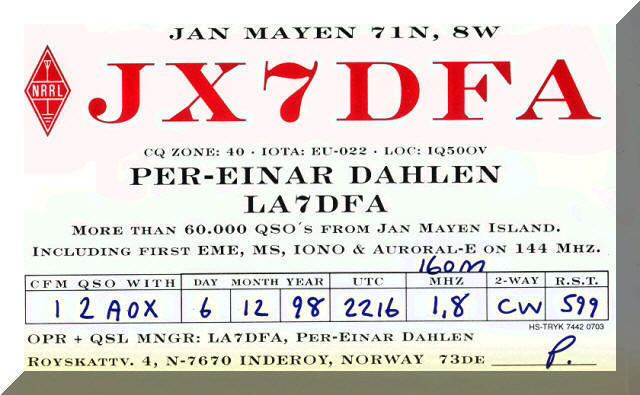 JAN MAYEN 71N, 8W
NRRL
JX7DFA
CQ ZONE: 40 · IOTA: EU-022 · LOC: IQ50OV
PER-EINAR DAHLEN
LA7DFA
MORE THAN 60.000 QSO´S FROM JAN MAYEN ISLAND.
INCLUDING FIRST EME, MS, IONO & AURORAL-E ON 144 MHZ.
160m
CFM QSO WITH DAY MONTH YEAR UTC MHZ 2-WAY R.S.T.
I2AOX 6 12 98 2216 1,8 CW 599
HS-TRYK 7442 0703
OPR + QSL MNGR: LA7DFA, PER-EINAR DAHLEN
ROYSKATTV. 4, N-7670 INDEROY, NORWAY 73DE P.